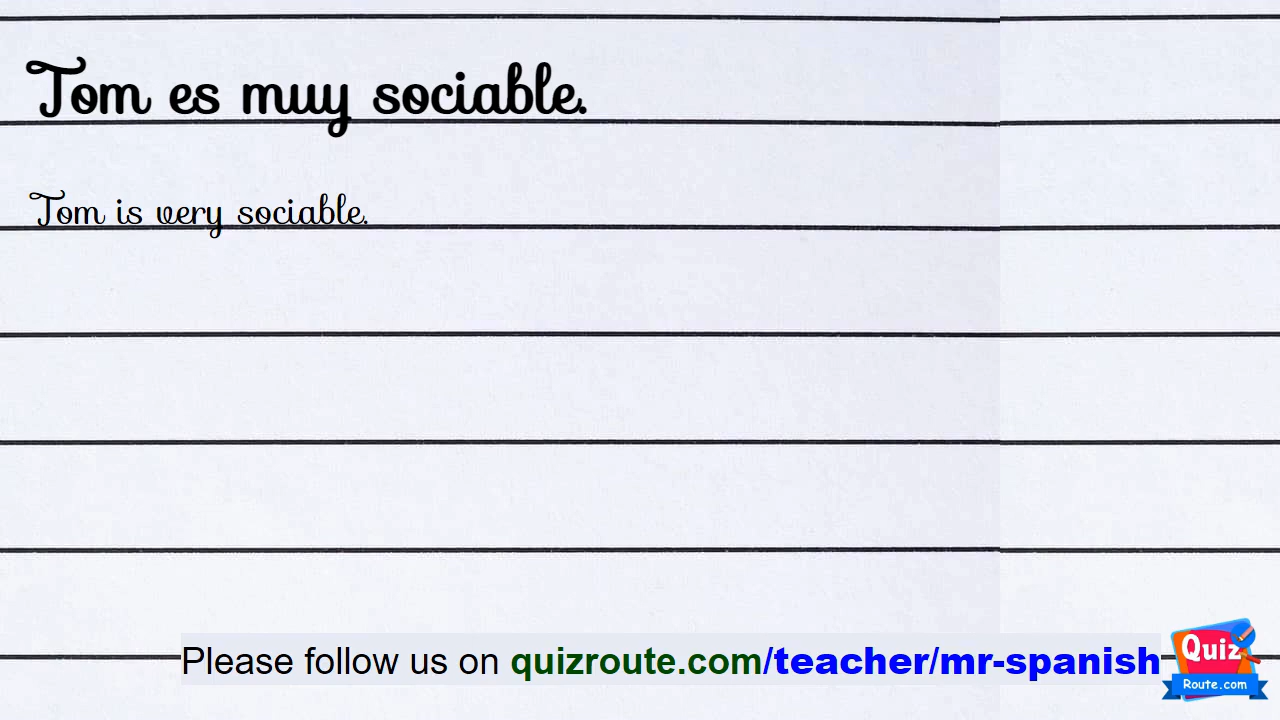 Tom es muy sociable.
Tom is very sociable.
Please follow us on quizroute.com/teacher/mr-spanish
Quiz
Route.com